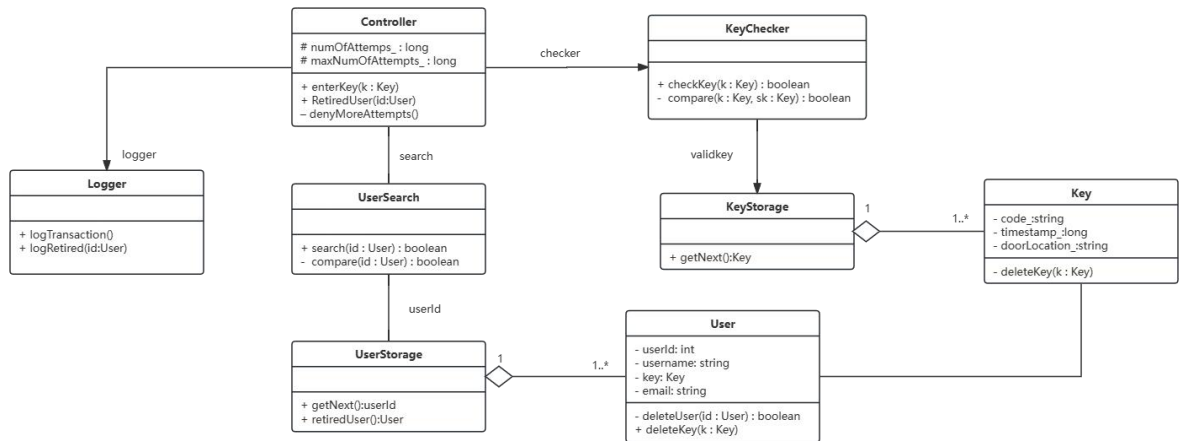 Controller
# numOfAttemps_ : long
# maxNumOfAttempts_ : long
+ enterKey(k : Key)
+ RetiredUser(id:User)
– denyMoreAttempts()
checker
KeyChecker
+ checkKey(k : Key) : boolean
- compare(k : Key, sk : Key) : boolean
logger
search
validkey
Logger
+ logTransaction()
+ logRetired(id:User)
UserSearch
+ search(id : User) : boolean
- compare(id : User) : boolean
KeyStorage
+ getNext():Key
1
1..*
Key
- code_:string
- timestamp_:long
- doorLocation_:string
- deleteKey(k : Key)
userId
UserStorage
+ getNext():userId
+ retiredUser():User
1
1..*
User
- userId: int
- username: string
- key: Key
- email: string
- deleteUser(id : User) : boolean
+ deleteKey(k : Key)